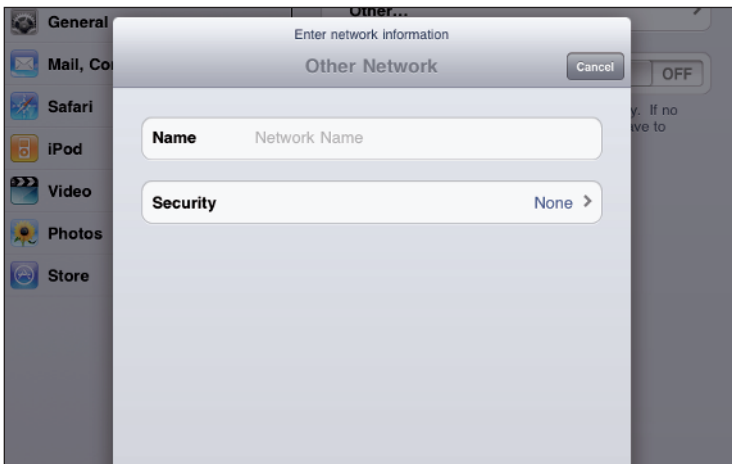 Other...
General
Enter network information
Mail, Co
Other Network
Cancel
OFF
Safari
y. If no
ave to
Name Network Name
iPod
Video
Security None
Photos
Store